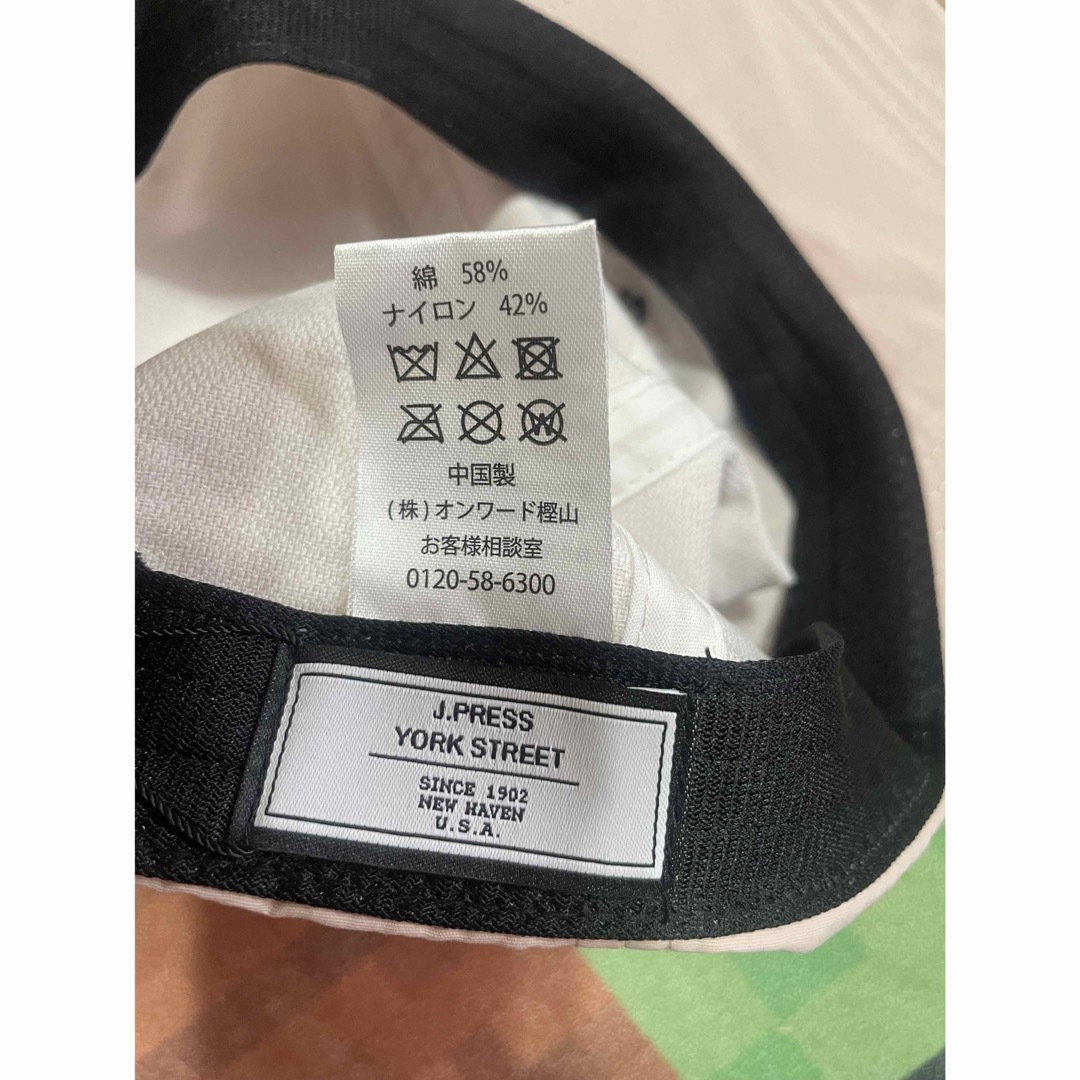 綿 58%
ナイロン 42%
中国製
(株)オンワード樫山
お客様相談室
0120-58-6300
J.PRESS
YORK STREET
SINCE 1902
NEW HAVEN
U.S.A.